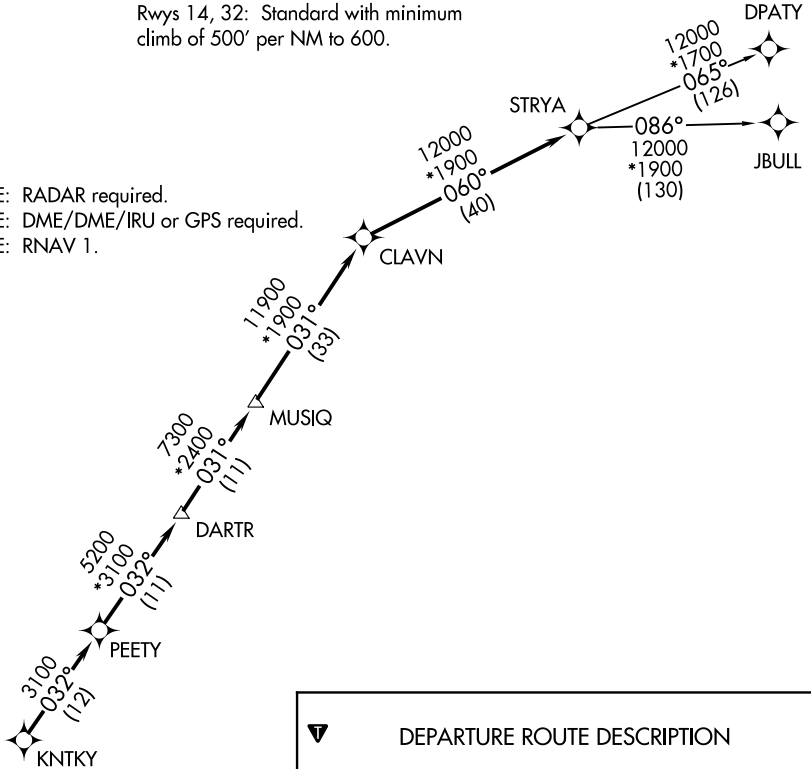 Rwys 14, 32: Standard with minimum
climb of 500' per NM to 600.
DPATY
12000
*1700
065°
(126)
STRYA
086°
12000
*1900
(130)
JBULL
12000
*1900
060°
(40)
E: RADAR required.
E: DME/DME/IRU or GPS required.
E: RNAV 1.
CLAVN
11900
*1900
031°
(33)
MUSIQ
7300
*2400
031°
(11)
DARTR
5200
*3100
032°
(11)
PEETY
3100
032°
(12)
KNTKY
T
DEPARTURE ROUTE DESCRIPTION